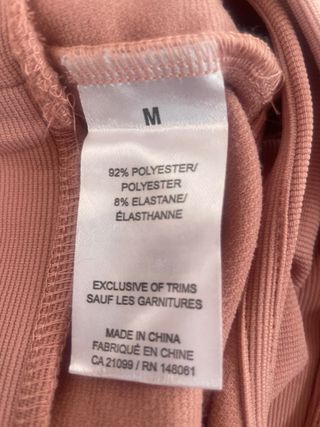 M
92% POLYESTER/
POLYESTER
8% ELASTANE/
ÉLASTHANNE
EXCLUSIVE OF TRIMS
SAUF LES GARNITURES
MADE IN CHINA
FABRIQUÉ EN CHINE
CA 21099 / RN 148061